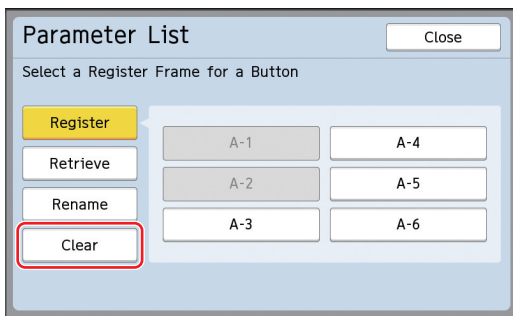 Parameter List
Close
Select a Register Frame for a Button
Register
Retrieve
Rename
Clear
A-1
A-4
A-2
A-5
A-3
A-6